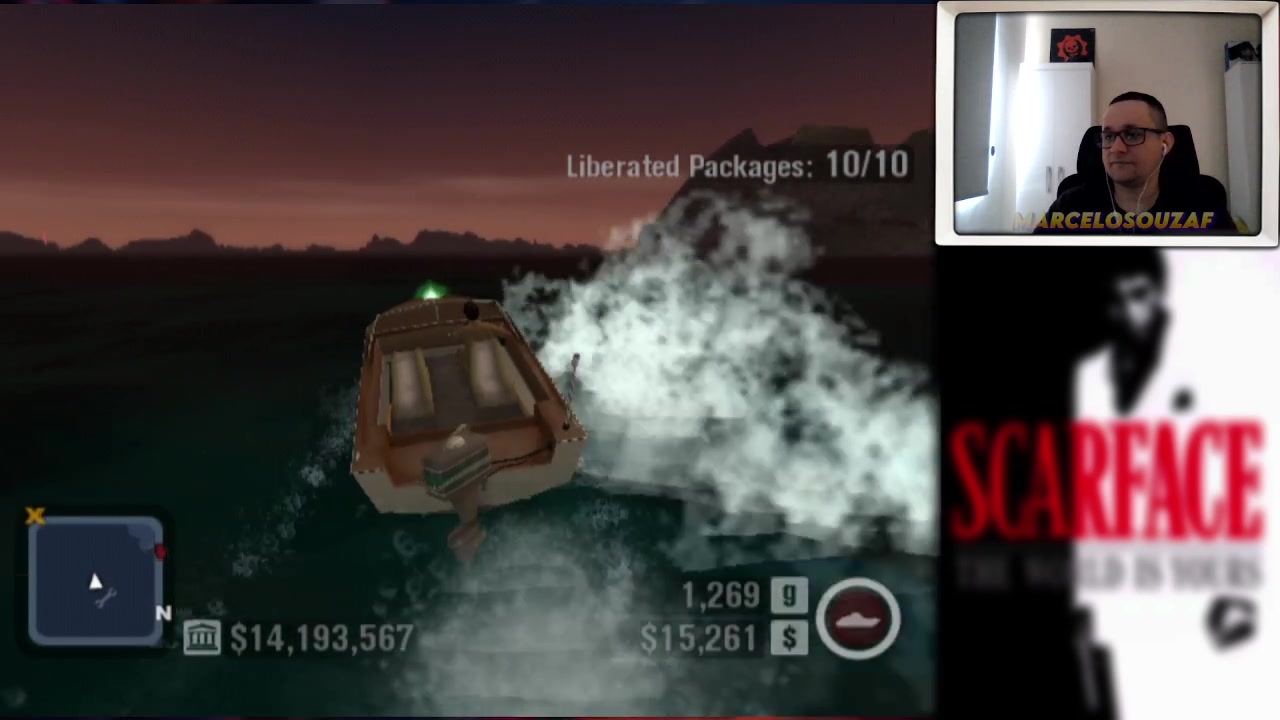 Liberated Packages: 10/10
MARCELOSOUZAF
SCARFACE
THE WORLD IS YOURS
X
N
$14,193,567
1,269 g
$15,261 $